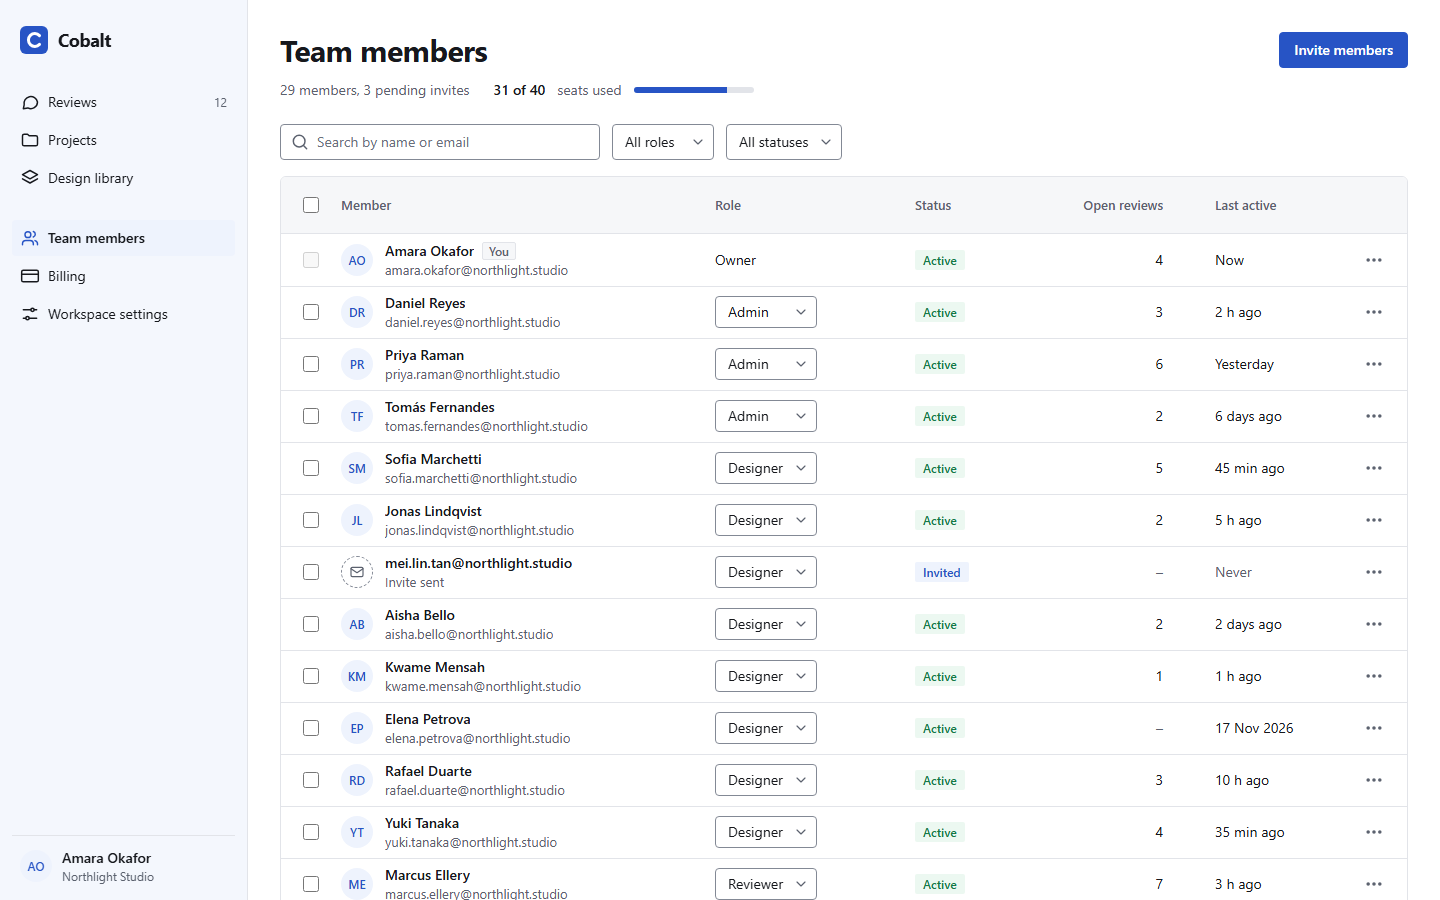 Cobalt
Reviews 12
Projects
Design library
Team members
Billing
Workspace settings
AO Amara Okafor
Northlight Studio
Team members
Invite members
29 members, 3 pending invites 31 of 40 seats used
Search by name or email All roles All statuses
Member Role Status Open reviews Last active
AO Amara Okafor You Owner Active 4 Now
amara.okafor@northlight.studio
DR Daniel Reyes Admin Active 3 2 h ago
daniel.reyes@northlight.studio
PR Priya Raman Admin Active 6 Yesterday
priya.raman@northlight.studio
TF Tomás Fernandes Admin Active 2 6 days ago
tomas.fernandes@northlight.studio
SM Sofia Marchetti Designer Active 5 45 min ago
sofia.marchetti@northlight.studio
JL Jonas Lindqvist Designer Active 2 5 h ago
jonas.lindqvist@northlight.studio
mei.lin.tan@northlight.studio Designer Invited – Never
Invite sent
AB Aisha Bello Designer Active 2 2 days ago
aisha.bello@northlight.studio
KM Kwame Mensah Designer Active 1 1 h ago
kwame.mensah@northlight.studio
EP Elena Petrova Designer Active – 17 Nov 2026
elena.petrova@northlight.studio
RD Rafael Duarte Designer Active 3 10 h ago
rafael.duarte@northlight.studio
YT Yuki Tanaka Designer Active 4 35 min ago
yuki.tanaka@northlight.studio
ME Marcus Ellery Reviewer Active 7 3 h ago
marcus.ellery@northlight.studio